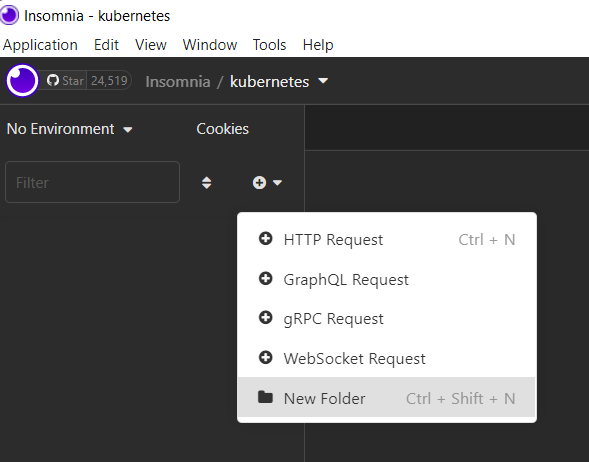 Insomnia - kubernetes
Application Edit View Window Tools Help
Star 24,519 Insomnia / kubernetes
No Environment Cookies
Filter
HTTP Request Ctrl + N
GraphQL Request
gRPC Request
WebSocket Request
New Folder Ctrl + Shift + N